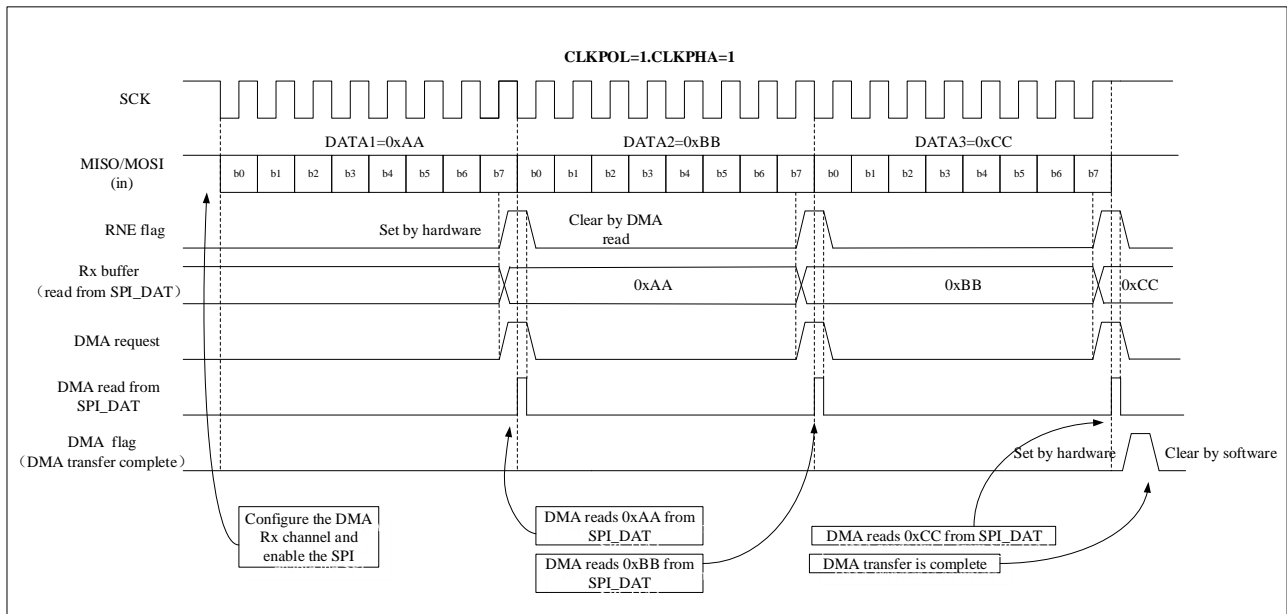 CLKPOL=1.CLKPHA=1
SCK
DATA1=0xAA DATA2=0xBB DATA3=0xCC
MISO/MOSI
(in)
b0 b1 b2 b3 b4 b5 b6 b7 b0 b1 b2 b3 b4 b5 b6 b7 b0 b1 b2 b3 b4 b5 b6 b7
RNE flag
Set by hardware
Clear by DMA
read
Rx buffer
（read from SPI_DAT）
0xAA 0xBB 0xCC
DMA request
DMA read from
SPI_DAT
DMA flag
（DMA transfer complete）
Set by hardware Clear by software
Configure the DMA
Rx channel and
enable the SPI
DMA reads 0xAA from
SPI_DAT
DMA reads 0xBB from
SPI_DAT
DMA reads 0xCC from SPI_DAT
DMA transfer is complete